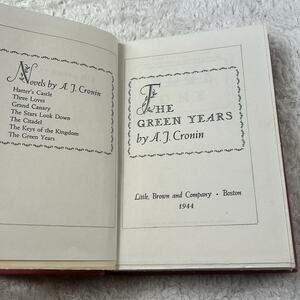 Novels by A. J. Cronin
Hatter's Castle
Three Loves
Grand Canary
The Stars Look Down
The Citadel
The Keys of the Kingdom
The Green Years
THE
GREEN YEARS
by A. J. Cronin
Little, Brown and Company · Boston
1944